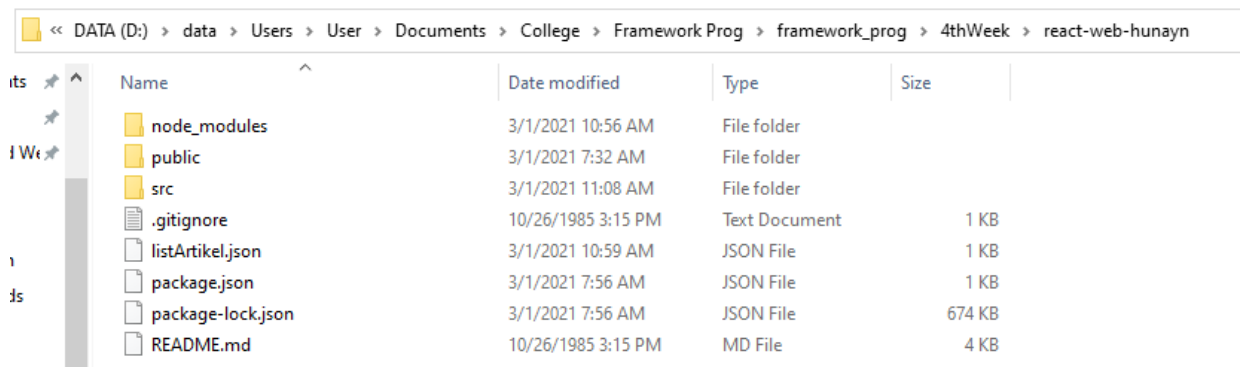 « DATA (D:) > data > Users > User > Documents > College > Framework Prog > framework_prog > 4thWeek > react-web-hunayn
Name Date modified Type Size
node_modules 3/1/2021 10:56 AM File folder
public 3/1/2021 7:32 AM File folder
src 3/1/2021 11:08 AM File folder
.gitignore 10/26/1985 3:15 PM Text Document 1 KB
listArtikel.json 3/1/2021 10:59 AM JSON File 1 KB
package.json 3/1/2021 7:56 AM JSON File 1 KB
package-lock.json 3/1/2021 7:56 AM JSON File 674 KB
README.md 10/26/1985 3:15 PM MD File 4 KB